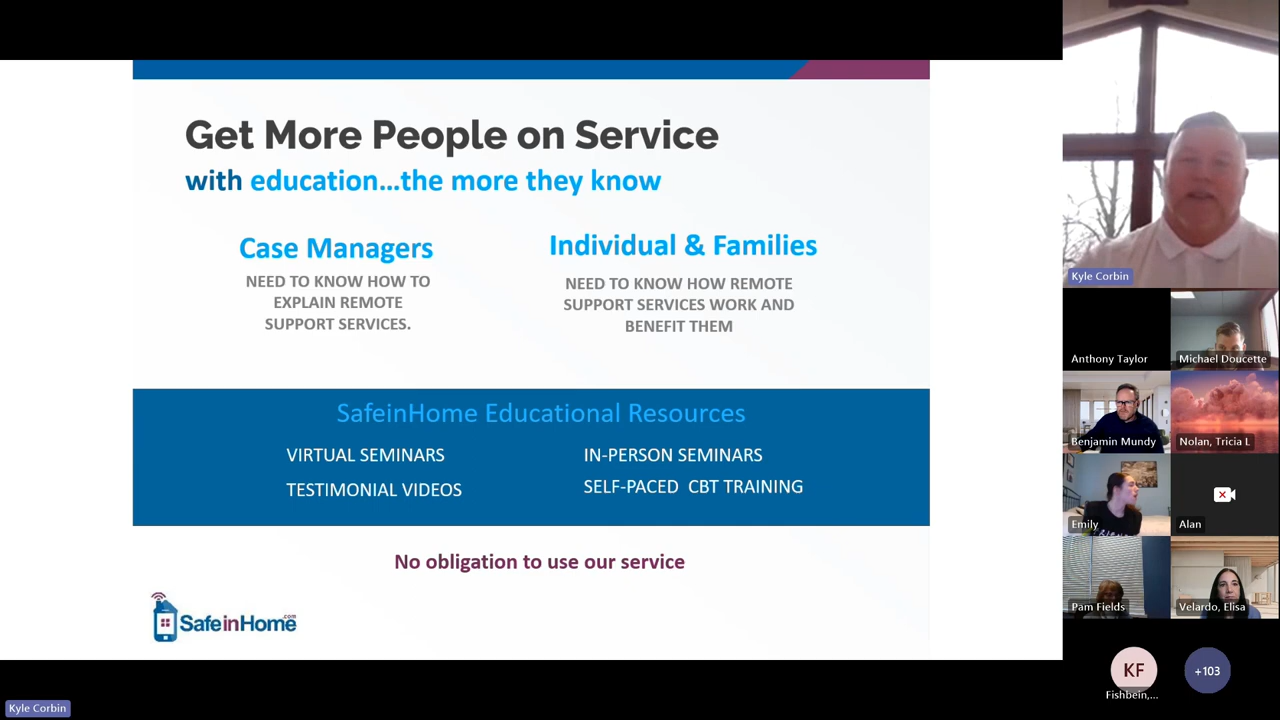 Get More People on Service
with education...the more they know
Case Managers
NEED TO KNOW HOW TO
EXPLAIN REMOTE
SUPPORT SERVICES.
Individual & Families
NEED TO KNOW HOW REMOTE
SUPPORT SERVICES WORK AND
BENEFIT THEM
SafeinHome Educational Resources
VIRTUAL SEMINARS
IN-PERSON SEMINARS
TESTIMONIAL VIDEOS
SELF-PACED CBT TRAINING
No obligation to use our service
SafeinHome.com
Kyle Corbin
Anthony Taylor
Michael Doucette
Benjamin Mundy
Nolan, Tricia L
Emily
Alan
Pam Fields
Velardo, Elisa
KF
Fishbein,...
+103
Kyle Corbin